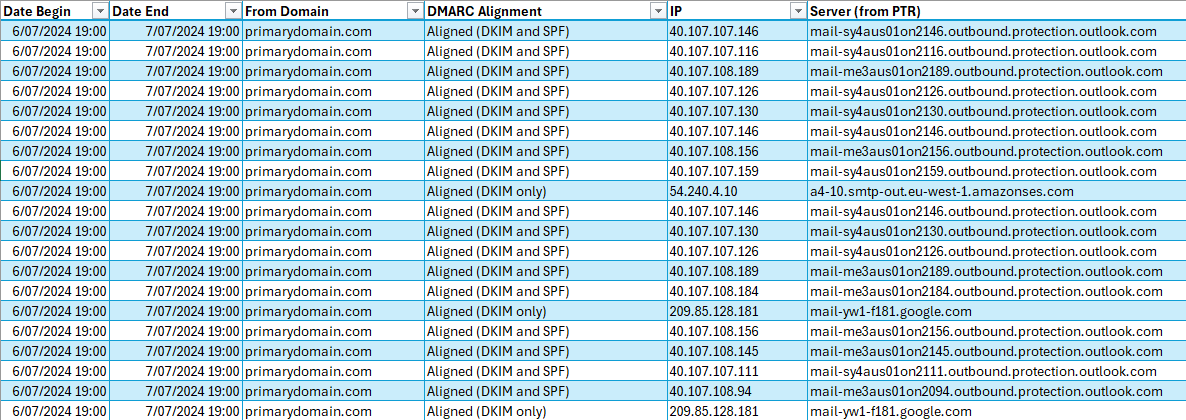 Date Begin Date End From Domain DMARC Alignment IP Server (from PTR)
6/07/2024 19:00 7/07/2024 19:00 primarydomain.com Aligned (DKIM and SPF) 40.107.107.146 mail-sy4aus01on2146.outbound.protection.outlook.com
6/07/2024 19:00 7/07/2024 19:00 primarydomain.com Aligned (DKIM and SPF) 40.107.107.116 mail-sy4aus01on2116.outbound.protection.outlook.com
6/07/2024 19:00 7/07/2024 19:00 primarydomain.com Aligned (DKIM and SPF) 40.107.108.189 mail-me3aus01on2189.outbound.protection.outlook.com
6/07/2024 19:00 7/07/2024 19:00 primarydomain.com Aligned (DKIM and SPF) 40.107.107.126 mail-sy4aus01on2126.outbound.protection.outlook.com
6/07/2024 19:00 7/07/2024 19:00 primarydomain.com Aligned (DKIM and SPF) 40.107.107.130 mail-sy4aus01on2130.outbound.protection.outlook.com
6/07/2024 19:00 7/07/2024 19:00 primarydomain.com Aligned (DKIM and SPF) 40.107.107.146 mail-sy4aus01on2146.outbound.protection.outlook.com
6/07/2024 19:00 7/07/2024 19:00 primarydomain.com Aligned (DKIM and SPF) 40.107.108.156 mail-me3aus01on2156.outbound.protection.outlook.com
6/07/2024 19:00 7/07/2024 19:00 primarydomain.com Aligned (DKIM and SPF) 40.107.107.159 mail-sy4aus01on2159.outbound.protection.outlook.com
6/07/2024 19:00 7/07/2024 19:00 primarydomain.com Aligned (DKIM only) 54.240.4.10 a4-10.smtp-out.eu-west-1.amazonses.com
6/07/2024 19:00 7/07/2024 19:00 primarydomain.com Aligned (DKIM and SPF) 40.107.107.146 mail-sy4aus01on2146.outbound.protection.outlook.com
6/07/2024 19:00 7/07/2024 19:00 primarydomain.com Aligned (DKIM and SPF) 40.107.107.130 mail-sy4aus01on2130.outbound.protection.outlook.com
6/07/2024 19:00 7/07/2024 19:00 primarydomain.com Aligned (DKIM and SPF) 40.107.107.126 mail-sy4aus01on2126.outbound.protection.outlook.com
6/07/2024 19:00 7/07/2024 19:00 primarydomain.com Aligned (DKIM and SPF) 40.107.108.189 mail-me3aus01on2189.outbound.protection.outlook.com
6/07/2024 19:00 7/07/2024 19:00 primarydomain.com Aligned (DKIM and SPF) 40.107.108.184 mail-me3aus01on2184.outbound.protection.outlook.com
6/07/2024 19:00 7/07/2024 19:00 primarydomain.com Aligned (DKIM only) 209.85.128.181 mail-yw1-f181.google.com
6/07/2024 19:00 7/07/2024 19:00 primarydomain.com Aligned (DKIM and SPF) 40.107.108.156 mail-me3aus01on2156.outbound.protection.outlook.com
6/07/2024 19:00 7/07/2024 19:00 primarydomain.com Aligned (DKIM and SPF) 40.107.108.145 mail-me3aus01on2145.outbound.protection.outlook.com
6/07/2024 19:00 7/07/2024 19:00 primarydomain.com Aligned (DKIM and SPF) 40.107.107.111 mail-sy4aus01on2111.outbound.protection.outlook.com
6/07/2024 19:00 7/07/2024 19:00 primarydomain.com Aligned (DKIM and SPF) 40.107.108.94 mail-me3aus01on2094.outbound.protection.outlook.com
6/07/2024 19:00 7/07/2024 19:00 primarydomain.com Aligned (DKIM only) 209.85.128.181 mail-yw1-f181.google.com